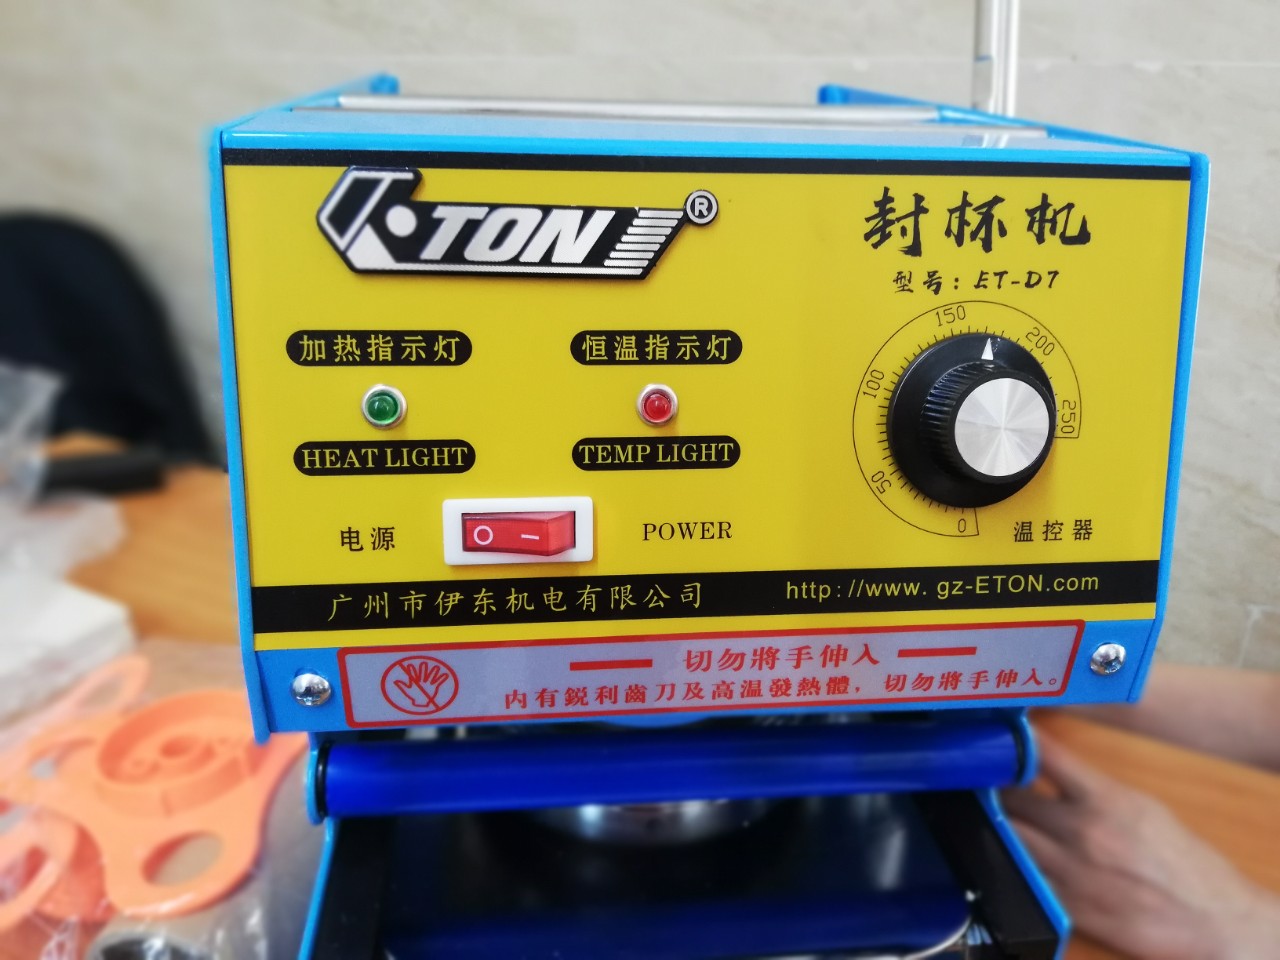 ETON®
封杯机
型号：ET-D7
加热指示灯
恒温指示灯
HEAT LIGHT
TEMP LIGHT
0
50
100
150
200
250
电源
O
POWER
温控器
广州市伊东机电有限公司
http://www.gz-ETON.com
切勿將手伸入
内有鋭利齒刀及高温發熱體，切勿將手伸入。